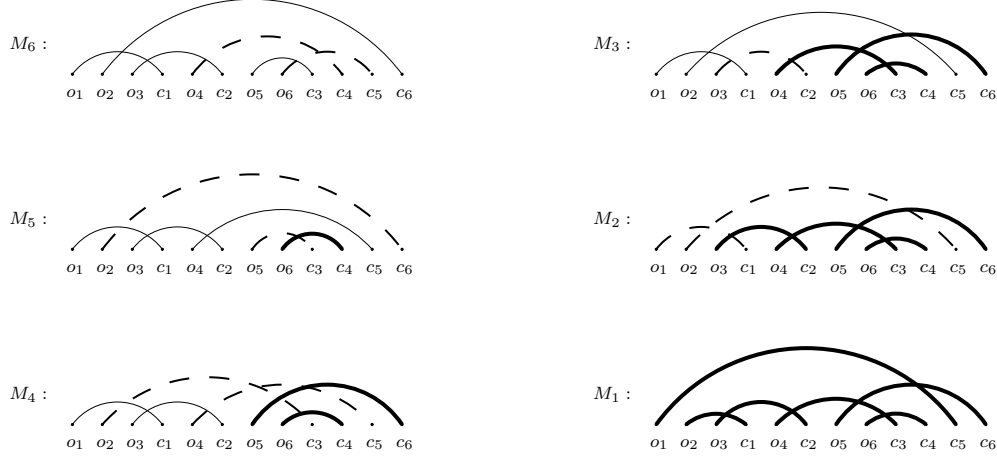 M₆ :
o₁ o₂ o₃ c₁ o₄ c₂ o₅ o₆ c₃ c₄ c₅ c₆
M₃ :
o₁ o₂ o₃ c₁ o₄ c₂ o₅ o₆ c₃ c₄ c₅ c₆
M₅ :
o₁ o₂ o₃ c₁ o₄ c₂ o₅ o₆ c₃ c₄ c₅ c₆
M₂ :
o₁ o₂ o₃ c₁ o₄ c₂ o₅ o₆ c₃ c₄ c₅ c₆
M₄ :
o₁ o₂ o₃ c₁ o₄ c₂ o₅ o₆ c₃ c₄ c₅ c₆
M₁ :
o₁ o₂ o₃ c₁ o₄ c₂ o₅ o₆ c₃ c₄ c₅ c₆